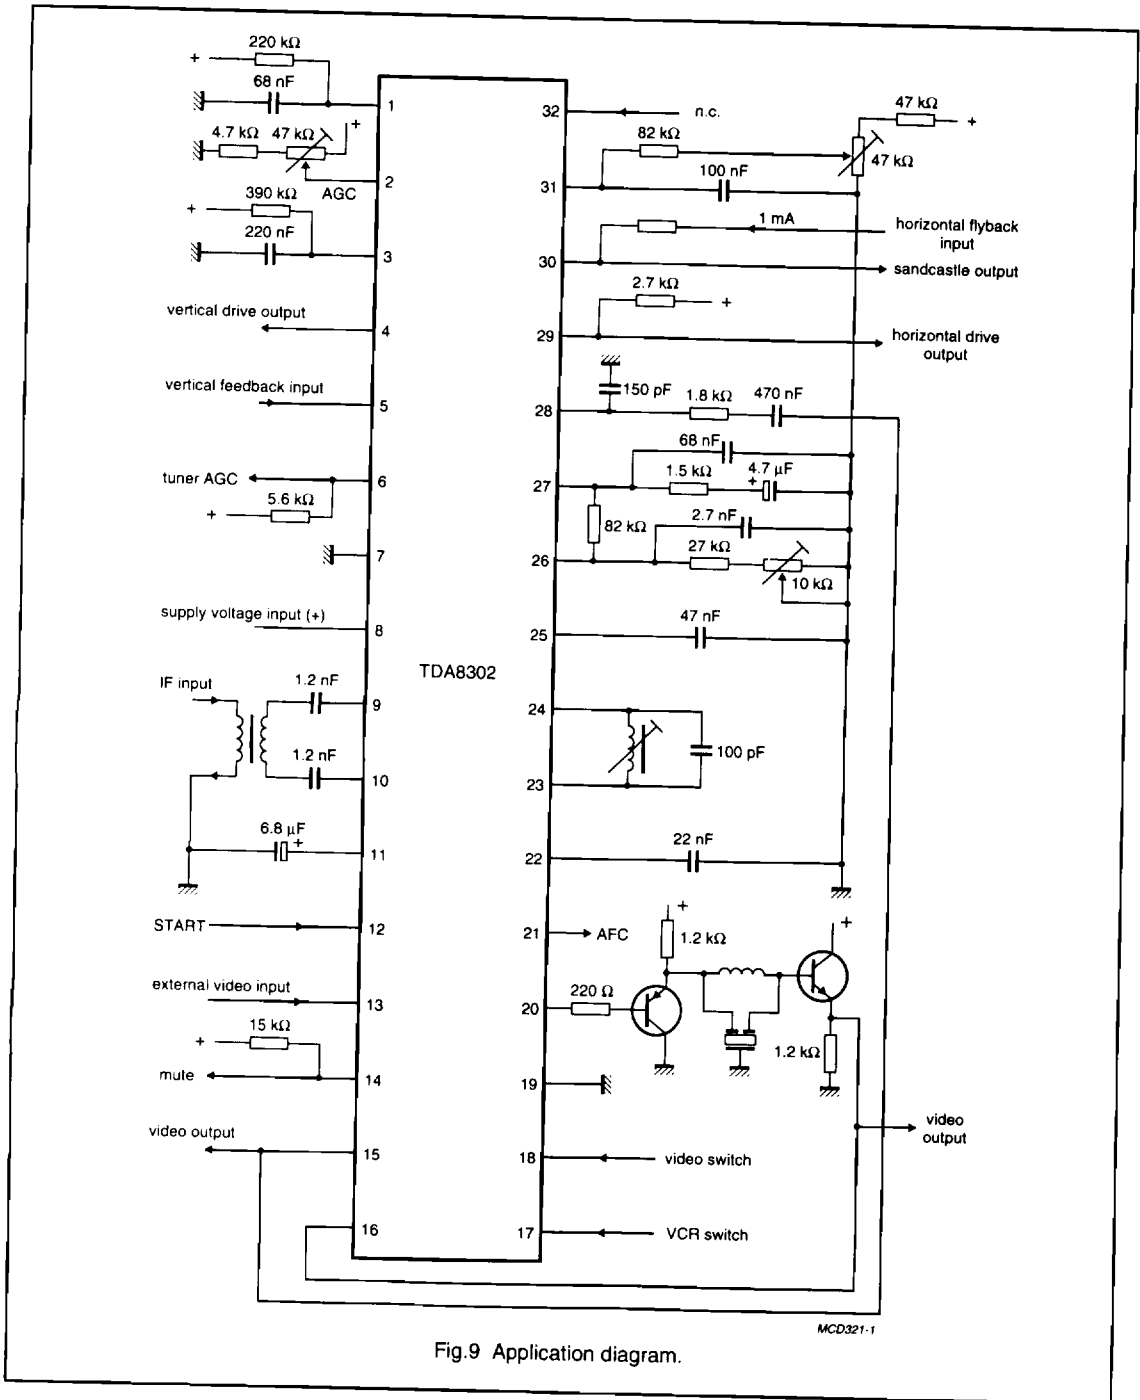 220 kΩ
+
68 nF
1
4.7 kΩ
47 kΩ
+
2
AGC
390 kΩ
+
220 nF
3
vertical drive output
4
vertical feedback input
5
tuner AGC
6
5.6 kΩ
+
7
supply voltage input (+)
8
TDA8302
IF input
1.2 nF
9
1.2 nF
10
6.8 µF
+
11
START
12
external video input
13
15 kΩ
+
mute
14
video output
15
16
32
n.c.
47 kΩ
+
82 kΩ
47 kΩ
31
100 nF
1 mA
horizontal flyback
input
30
sandcastle output
2.7 kΩ
+
29
horizontal drive
output
150 pF
28
1.8 kΩ
470 nF
68 nF
27
1.5 kΩ
4.7 µF
+
82 kΩ
2.7 nF
26
27 kΩ
10 kΩ
25
47 nF
24
100 pF
23
22
22 nF
21
AFC
+
1.2 kΩ
+
20
220 Ω
1.2 kΩ
19
video
output
18
video switch
17
VCR switch
MCD321-1
Fig.9 Application diagram.